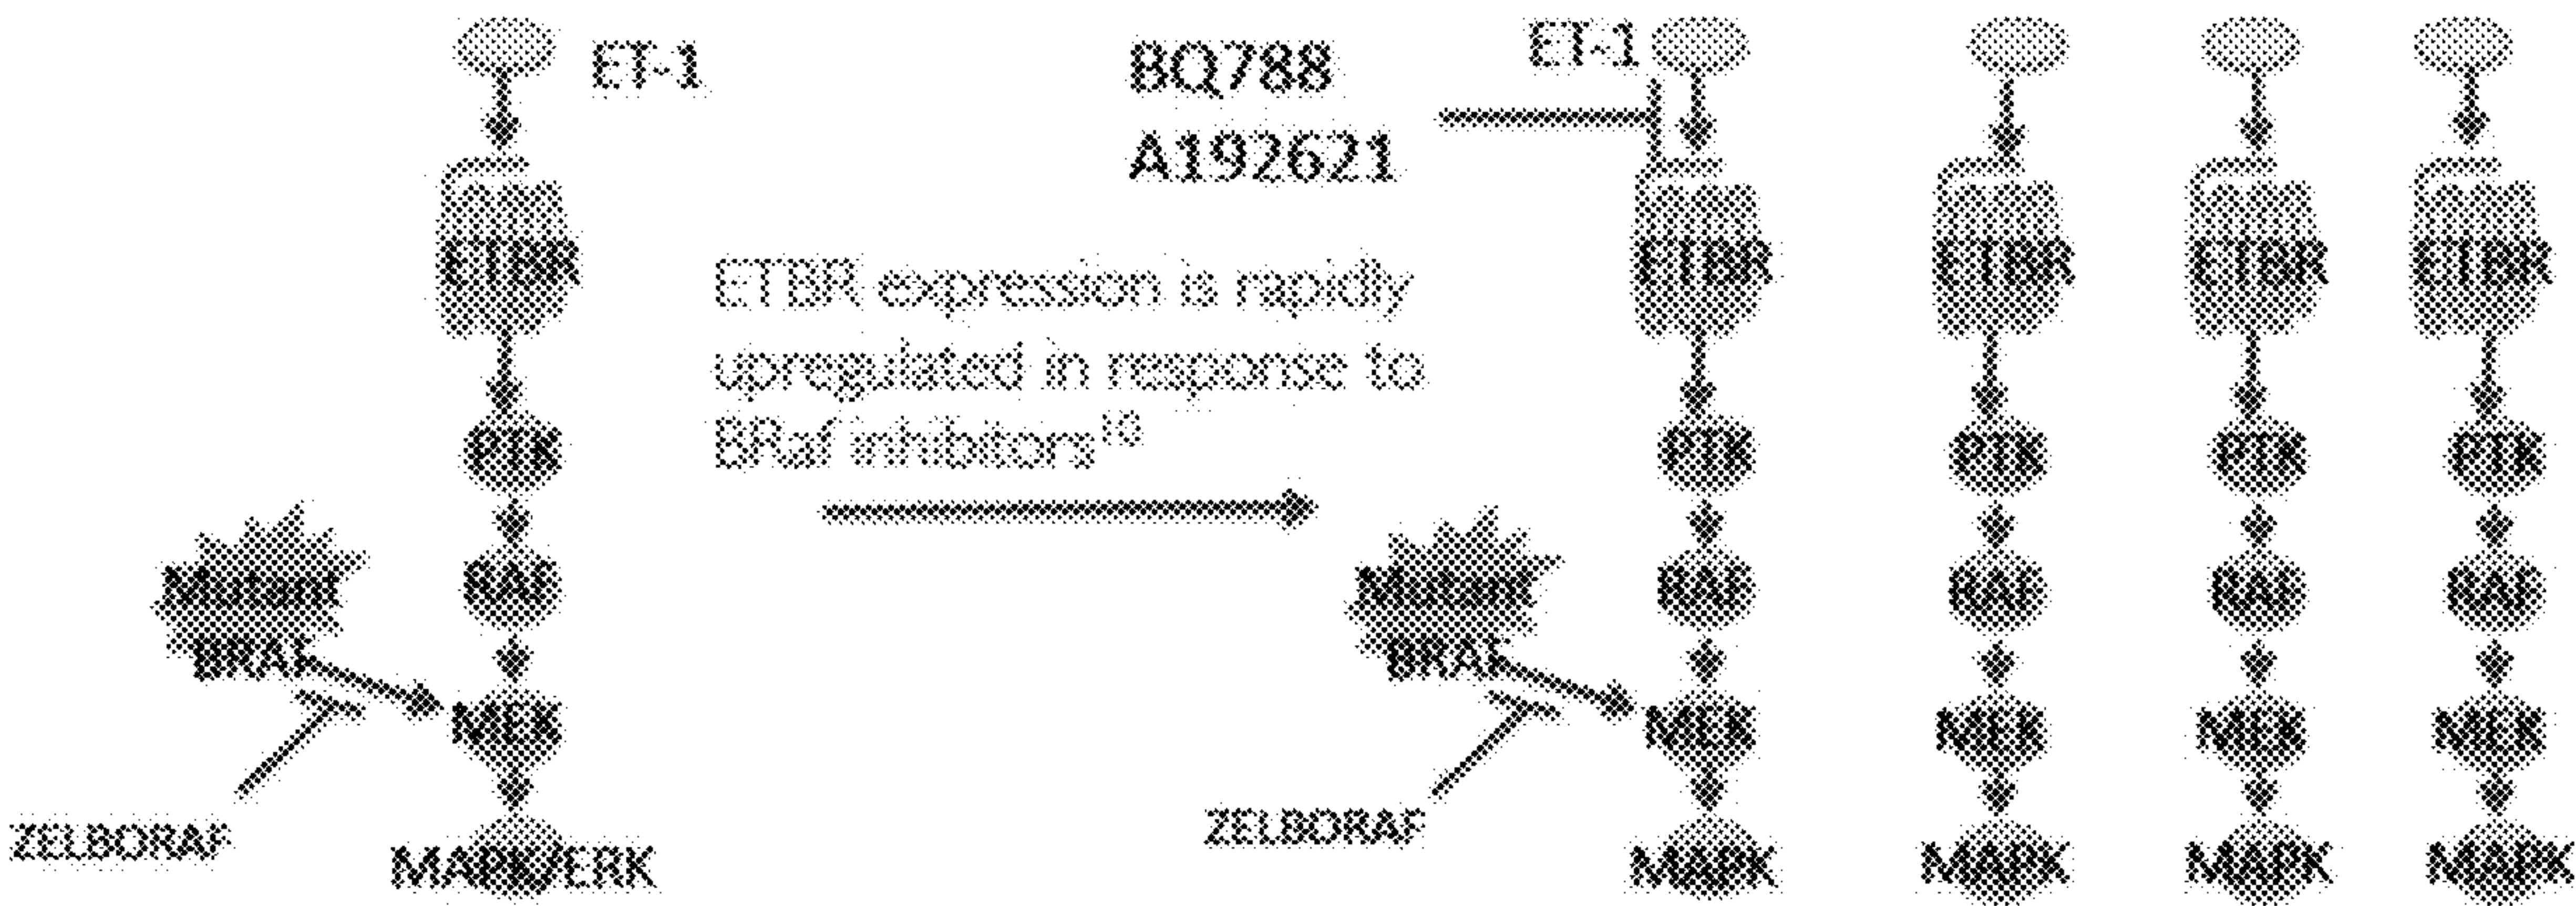 ET-1
ETBR
PTK
RAF
Mutant
BRAF
MEK
ZELBORAF
MAPK/ERK
ETBR expression is rapidly
upregulated in response to
BRaf inhibitors¹⁰
BQ788
A192621
ET-1
ETBR ETBR ETBR ETBR
PTK PTK PTK PTK
RAF RAF RAF RAF
Mutant
BRAF
MEK MEK MEK MEK
ZELBORAF
MAPK MAPK MAPK MAPK